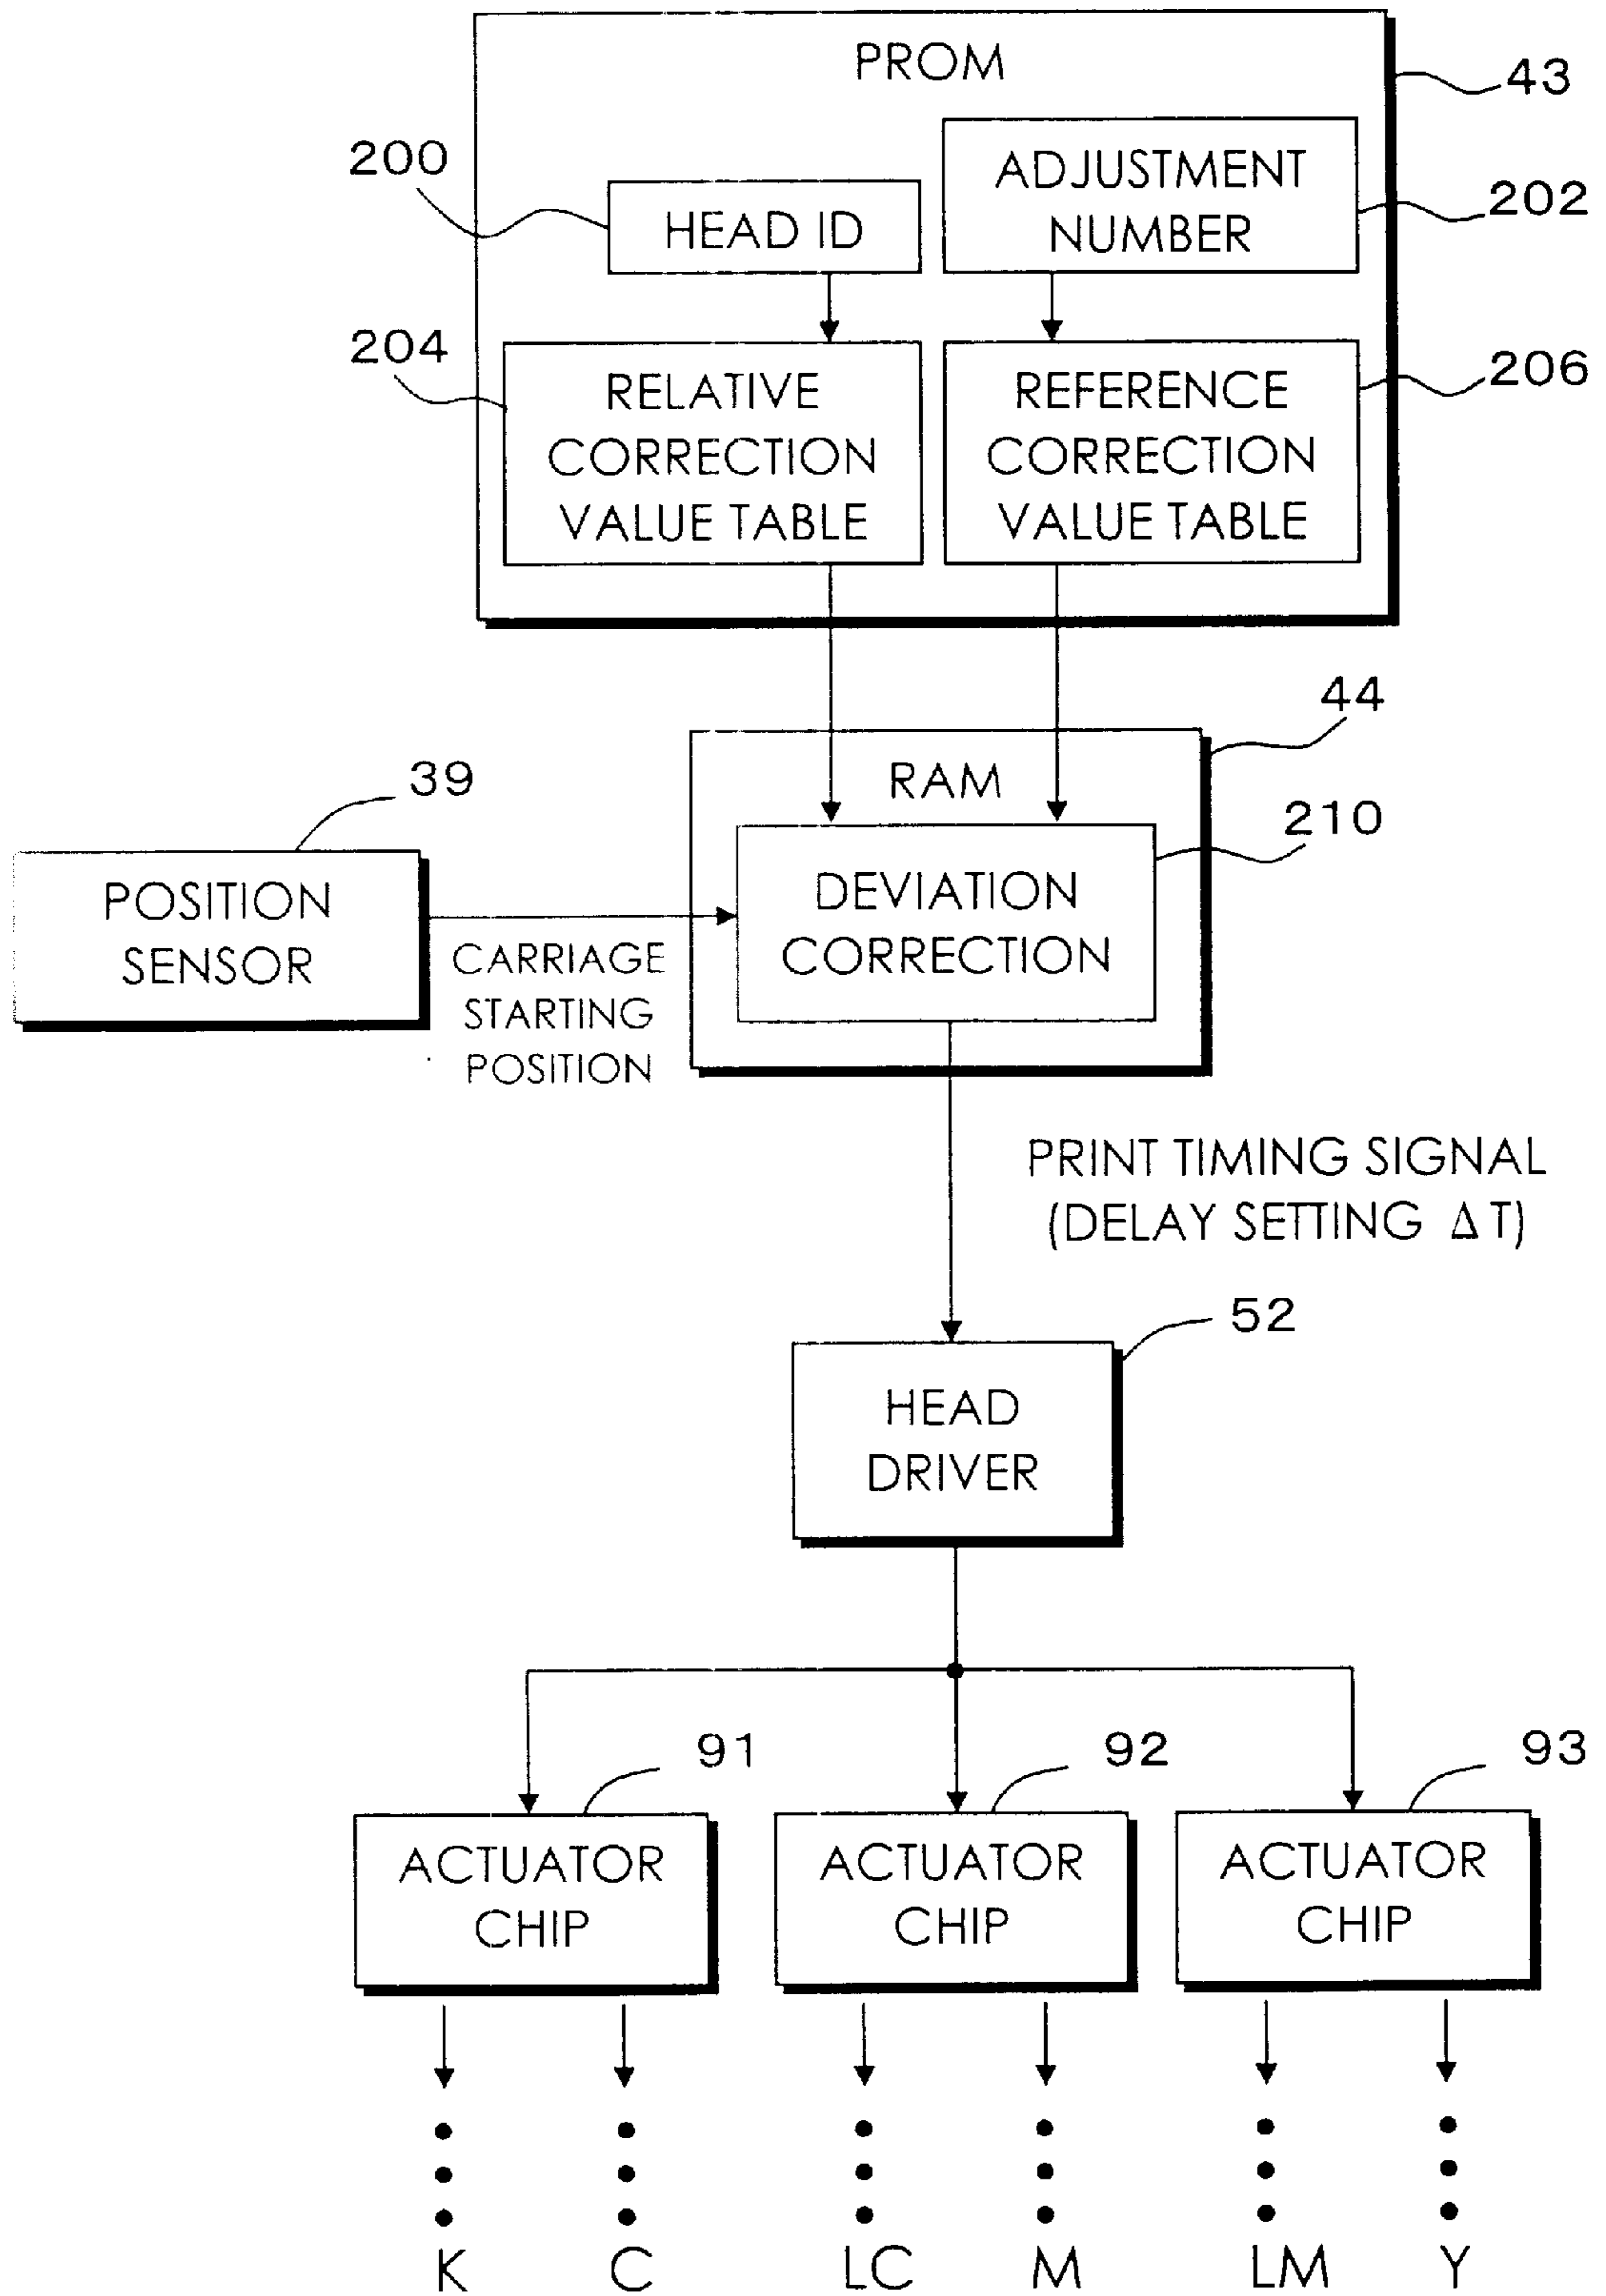 PROM
43
200
HEAD ID
ADJUSTMENT
NUMBER
202
204
RELATIVE
CORRECTION
VALUE TABLE
REFERENCE
CORRECTION
VALUE TABLE
206
44
RAM
39
210
POSITION
SENSOR
CARRIAGE
STARTING
POSITION
DEVIATION
CORRECTION
PRINT TIMING SIGNAL
(DELAY SETTING ΔT)
52
HEAD
DRIVER
91
92
93
ACTUATOR
CHIP
ACTUATOR
CHIP
ACTUATOR
CHIP
K
C
LC
M
LM
Y